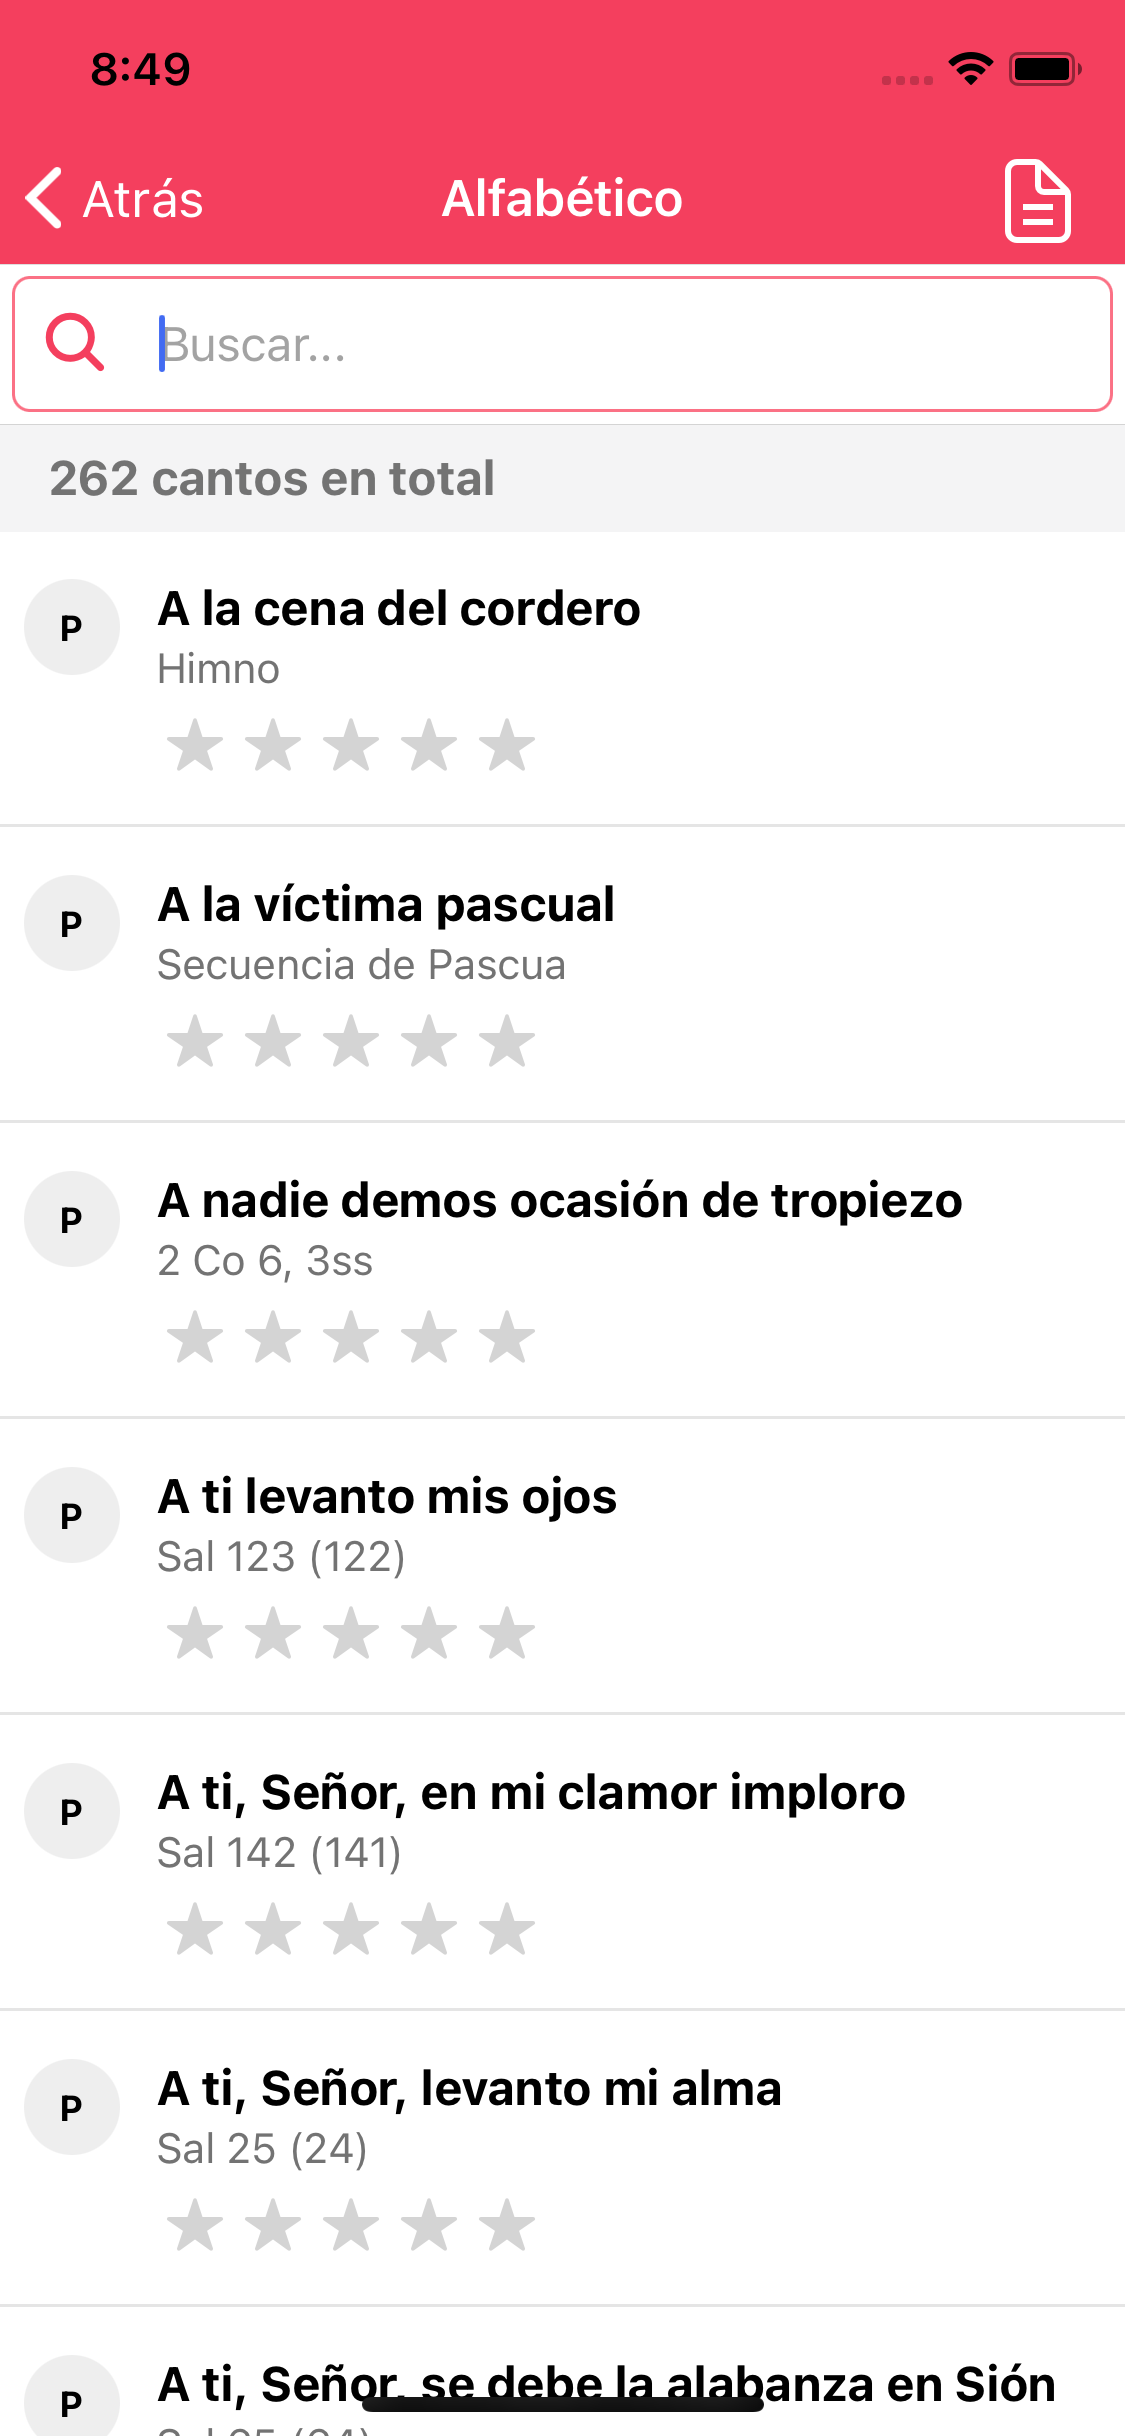 8:49
Atrás
Alfabético
Buscar...
262 cantos en total
P
A la cena del cordero
Himno
P
A la víctima pascual
Secuencia de Pascua
P
A nadie demos ocasión de tropiezo
2 Co 6, 3ss
P
A ti levanto mis ojos
Sal 123 (122)
P
A ti, Señor, en mi clamor imploro
Sal 142 (141)
P
A ti, Señor, levanto mi alma
Sal 25 (24)
P
A ti, Señor, se debe la alabanza en Sión